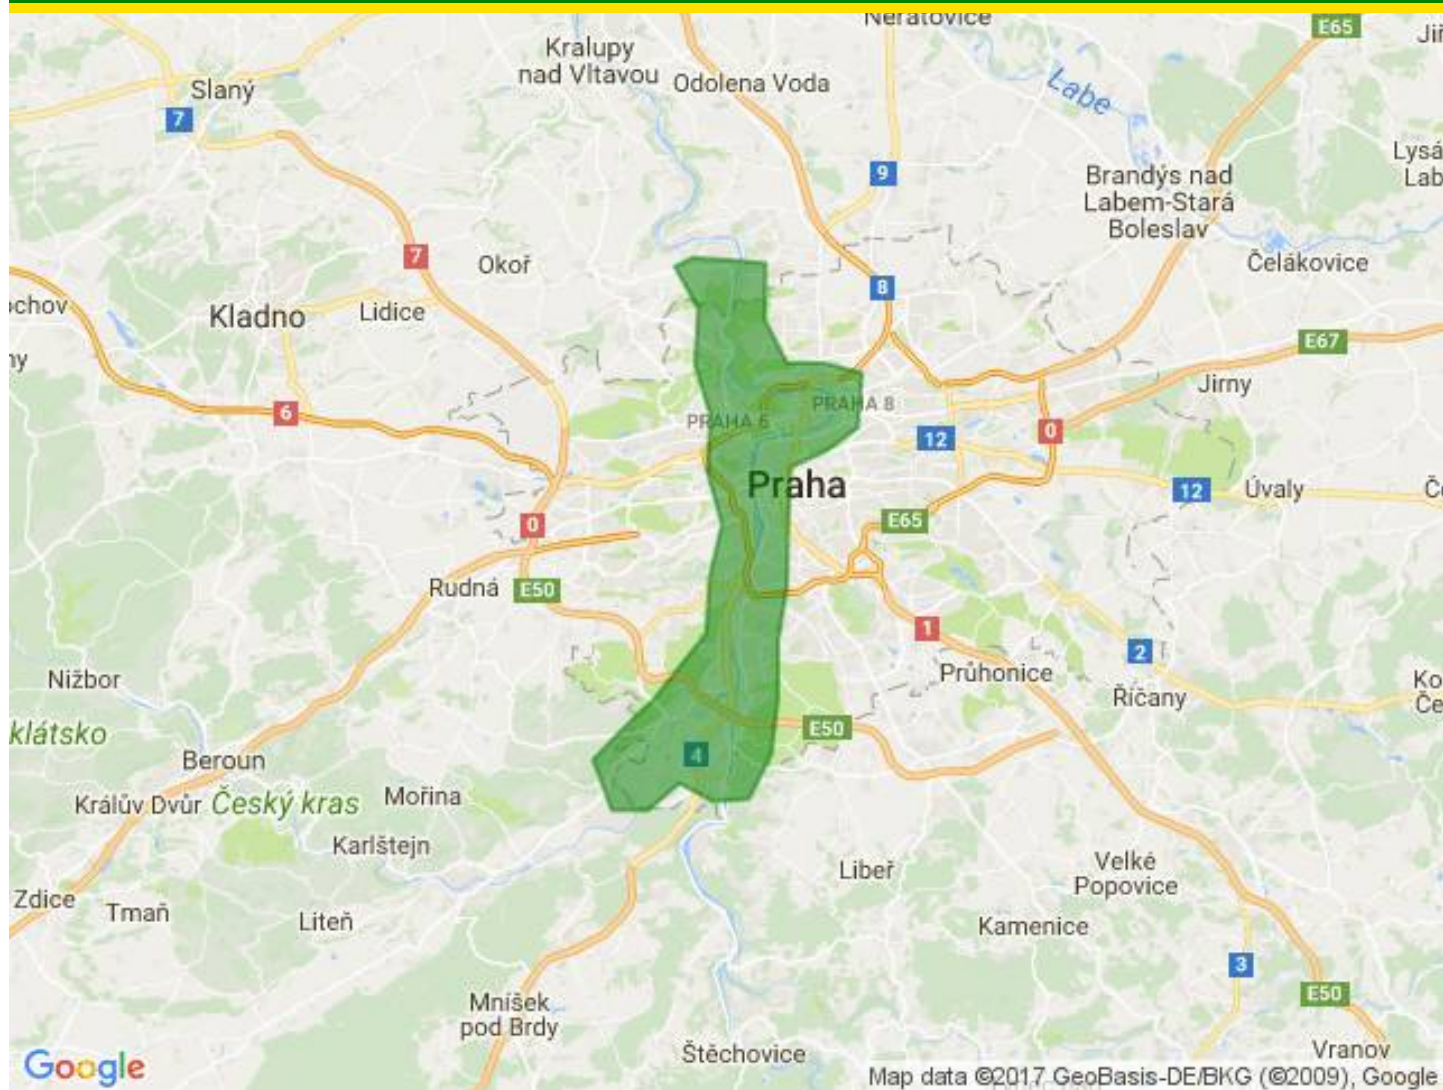 Neratovice
E65
Jiř
Kralupy
nad Vltavou
Odolena Voda
Labe
Slaný
7
9
Lysá
Lab
Brandýs nad
Labem-Stará
Boleslav
7
Okoř
Čelákovice
8
ochov
Kladno
Lidice
E67
ny
Jirny
6
PRAHA 6
PRAHA 8
12
0
Praha
12
Úvaly
0
E65
Rudná
E50
1
2
Nižbor
Průhonice
Říčany
klátsko
E50
4
Beroun
Králův Dvůr
Český kras
Mořina
Karlštejn
Libeř
Velké
Popovice
Zdice
Tmaň
Liteň
Kamenice
3
E50
Mníšek
pod Brdy
Štěchovice
Vranov
Google
Map data ©2017 GeoBasis-DE/BKG (©2009), Google